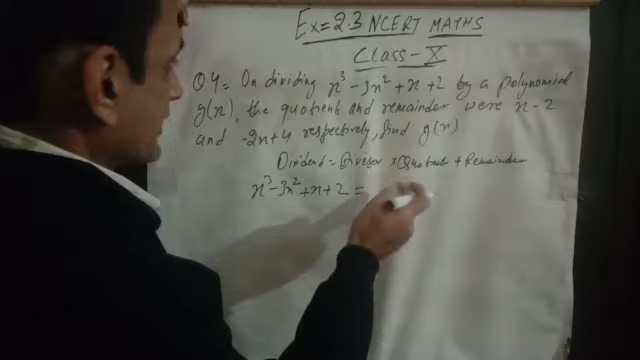 Ex = 2.3 NCERT MATHS
Class - X
Q4 = On dividing x³ - 3x² + x + 2 by a polynomial
g(x), the quotient and remainder were x - 2
and -2x + 4 respectively, find g(x)
Divident = Divisor × Quotient + Remainder
x³ - 3x² + x + 2 =